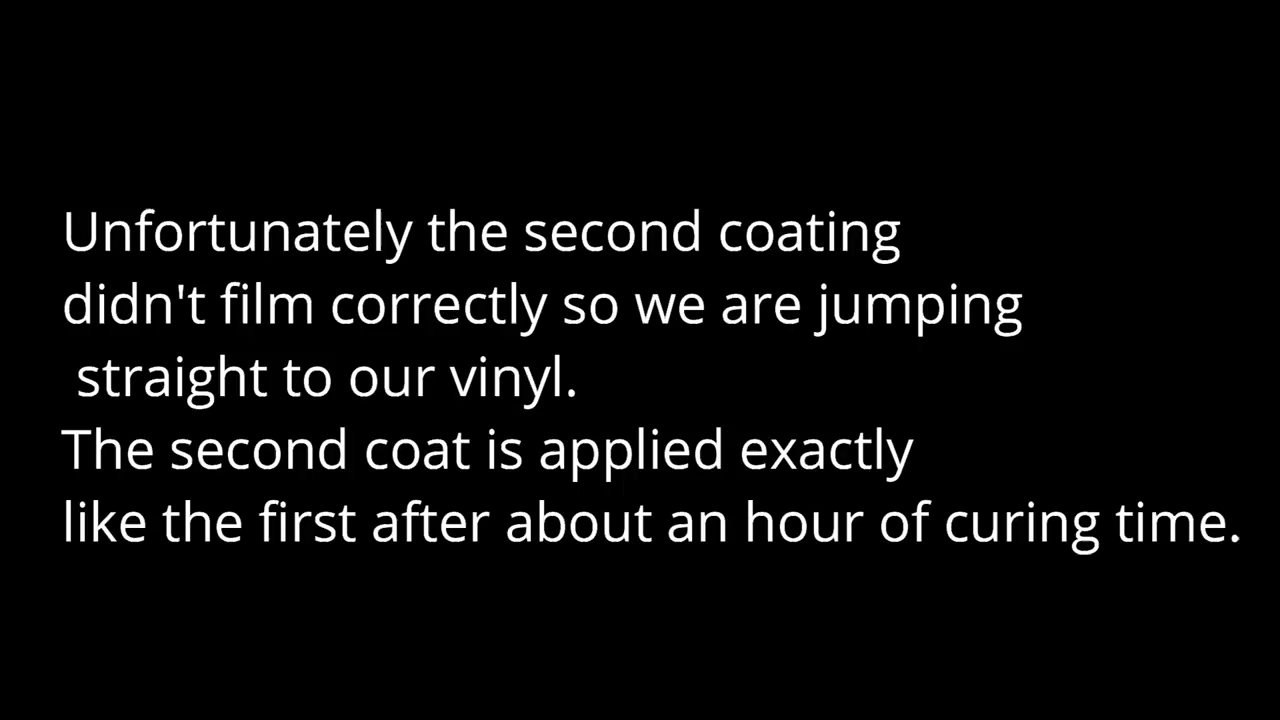 Unfortunately the second coating
didn't film correctly so we are jumping
straight to our vinyl.
The second coat is applied exactly
like the first after about an hour of curing time.